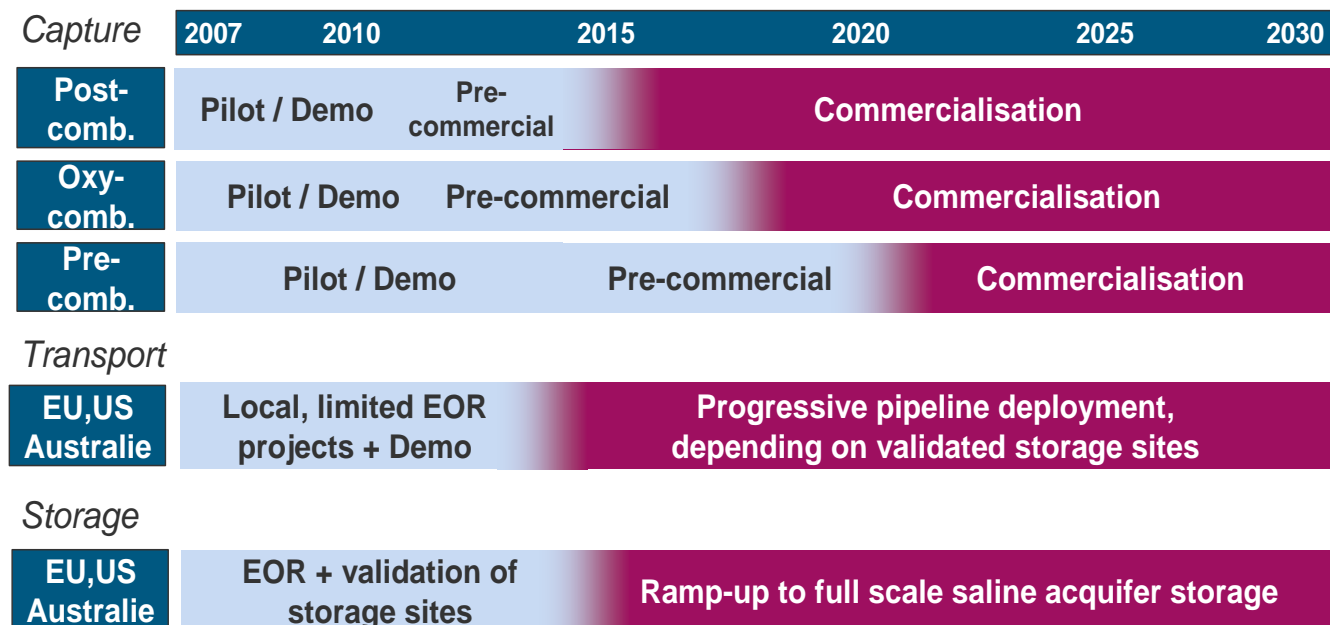 Capture 2007 2010 2015 2020 2025 2030
Post-
comb.
Pilot / Demo
Pre-
commercial
Commercialisation
Oxy-
comb.
Pilot / Demo Pre-commercial Commercialisation
Pre-
comb.
Pilot / Demo Pre-commercial Commercialisation
Transport
EU,US
Australie
Local, limited EOR
projects + Demo
Progressive pipeline deployment,
depending on validated storage sites
Storage
EU,US
Australie
EOR + validation of
storage sites
Ramp-up to full scale saline acquifer storage